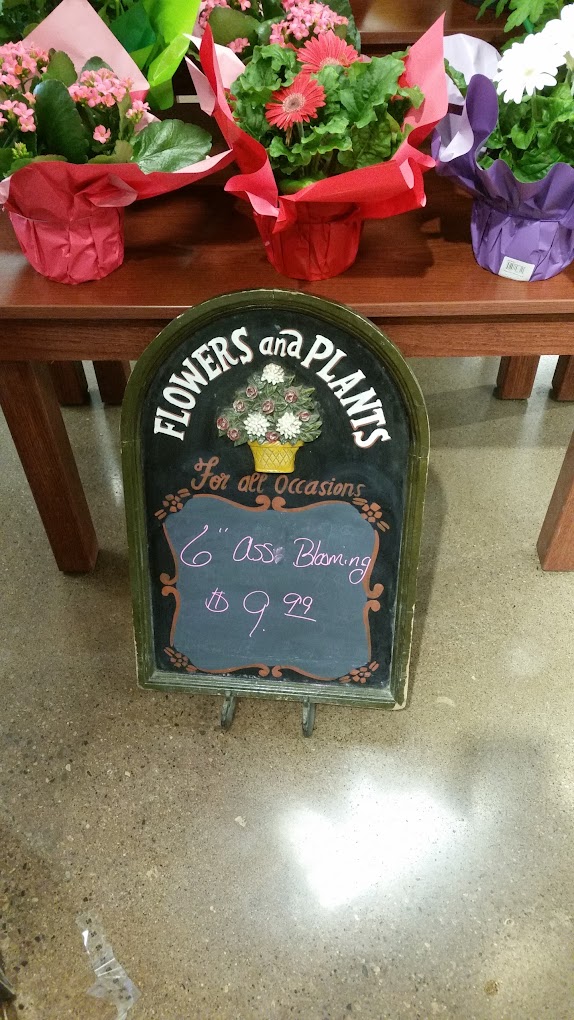 FLOWERS and PLANTS
For all Occasions
6" Ass. Blooming
$ 9.99